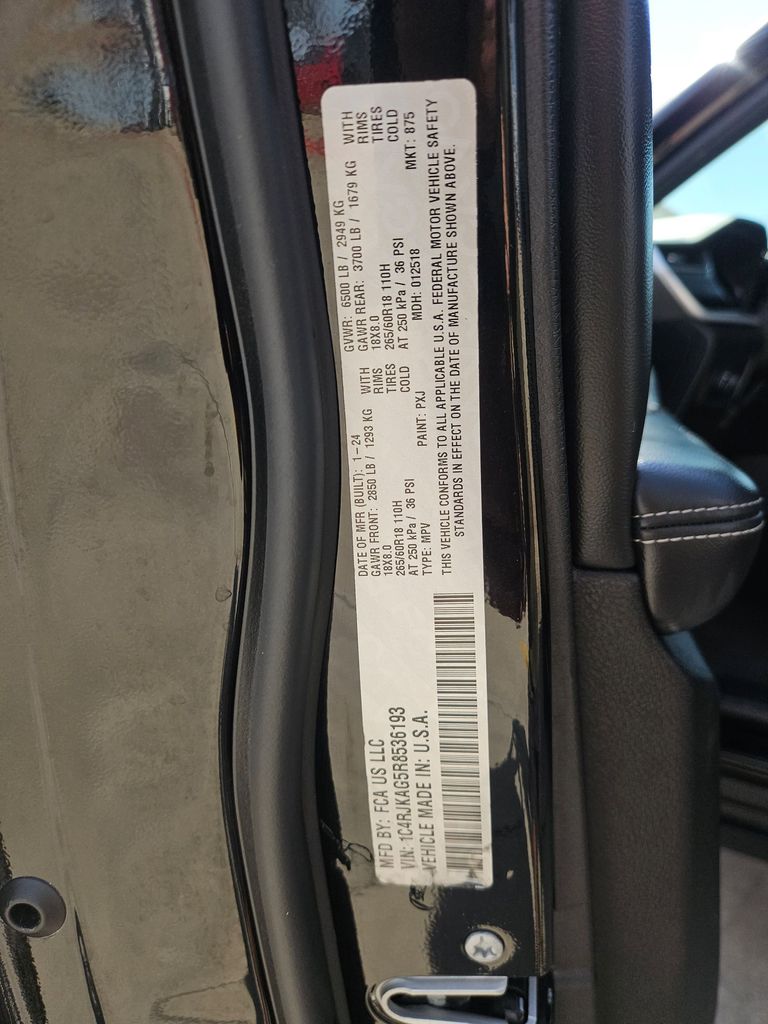 MFD BY: FCA US LLC
VIN: 1C4RJKAG5R8536193
VEHICLE MADE IN: U.S.A.
DATE OF MFR (BUILT): 1-24 GVWR: 6500 LB / 2949 KG
GAWR FRONT: 2850 LB / 1293 KG WITH GAWR REAR: 3700 LB / 1679 KG WITH
18X8.0 RIMS 18X8.0 RIMS
265/60R18 110H TIRES 265/60R18 110H TIRES
AT 250 kPa / 36 PSI COLD AT 250 kPa / 36 PSI COLD
TYPE: MPV PAINT: PXJ MDH: 012518 MKT: 875
THIS VEHICLE CONFORMS TO ALL APPLICABLE U.S.A. FEDERAL MOTOR VEHICLE SAFETY
STANDARDS IN EFFECT ON THE DATE OF MANUFACTURE SHOWN ABOVE.